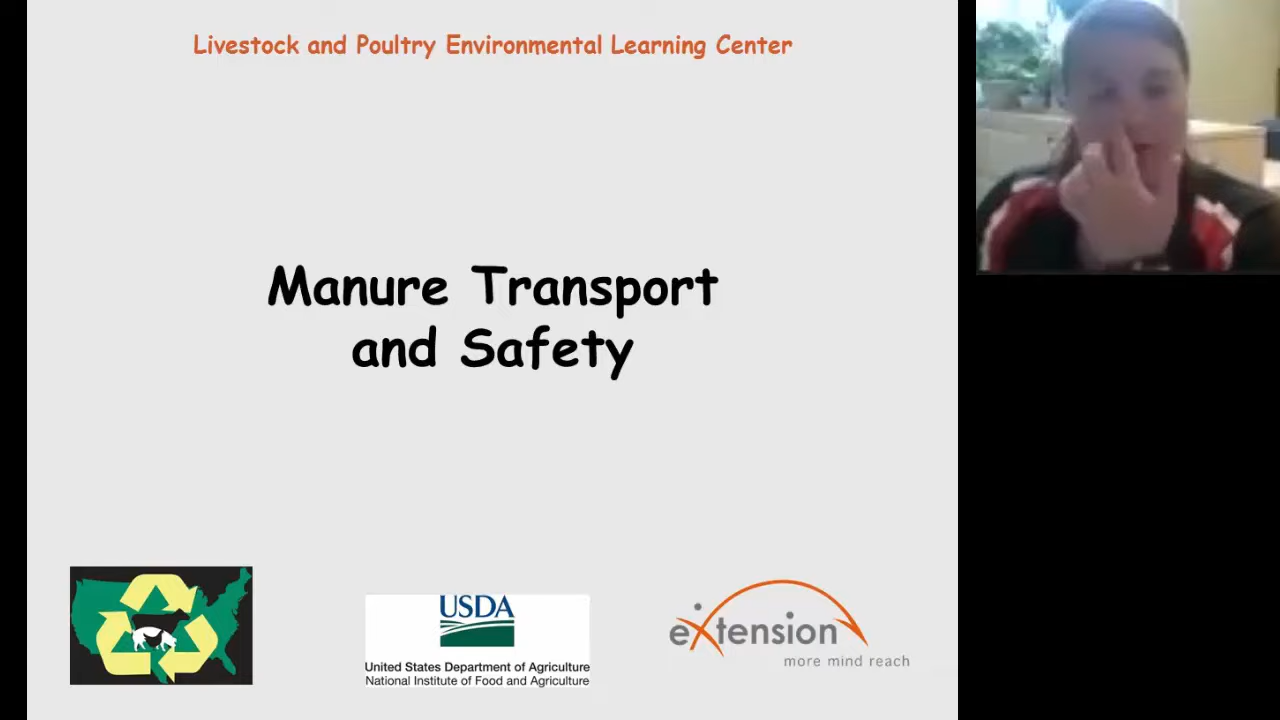 Livestock and Poultry Environmental Learning Center
Manure Transport
and Safety
USDA
United States Department of Agriculture
National Institute of Food and Agriculture
eXtension
more mind reach